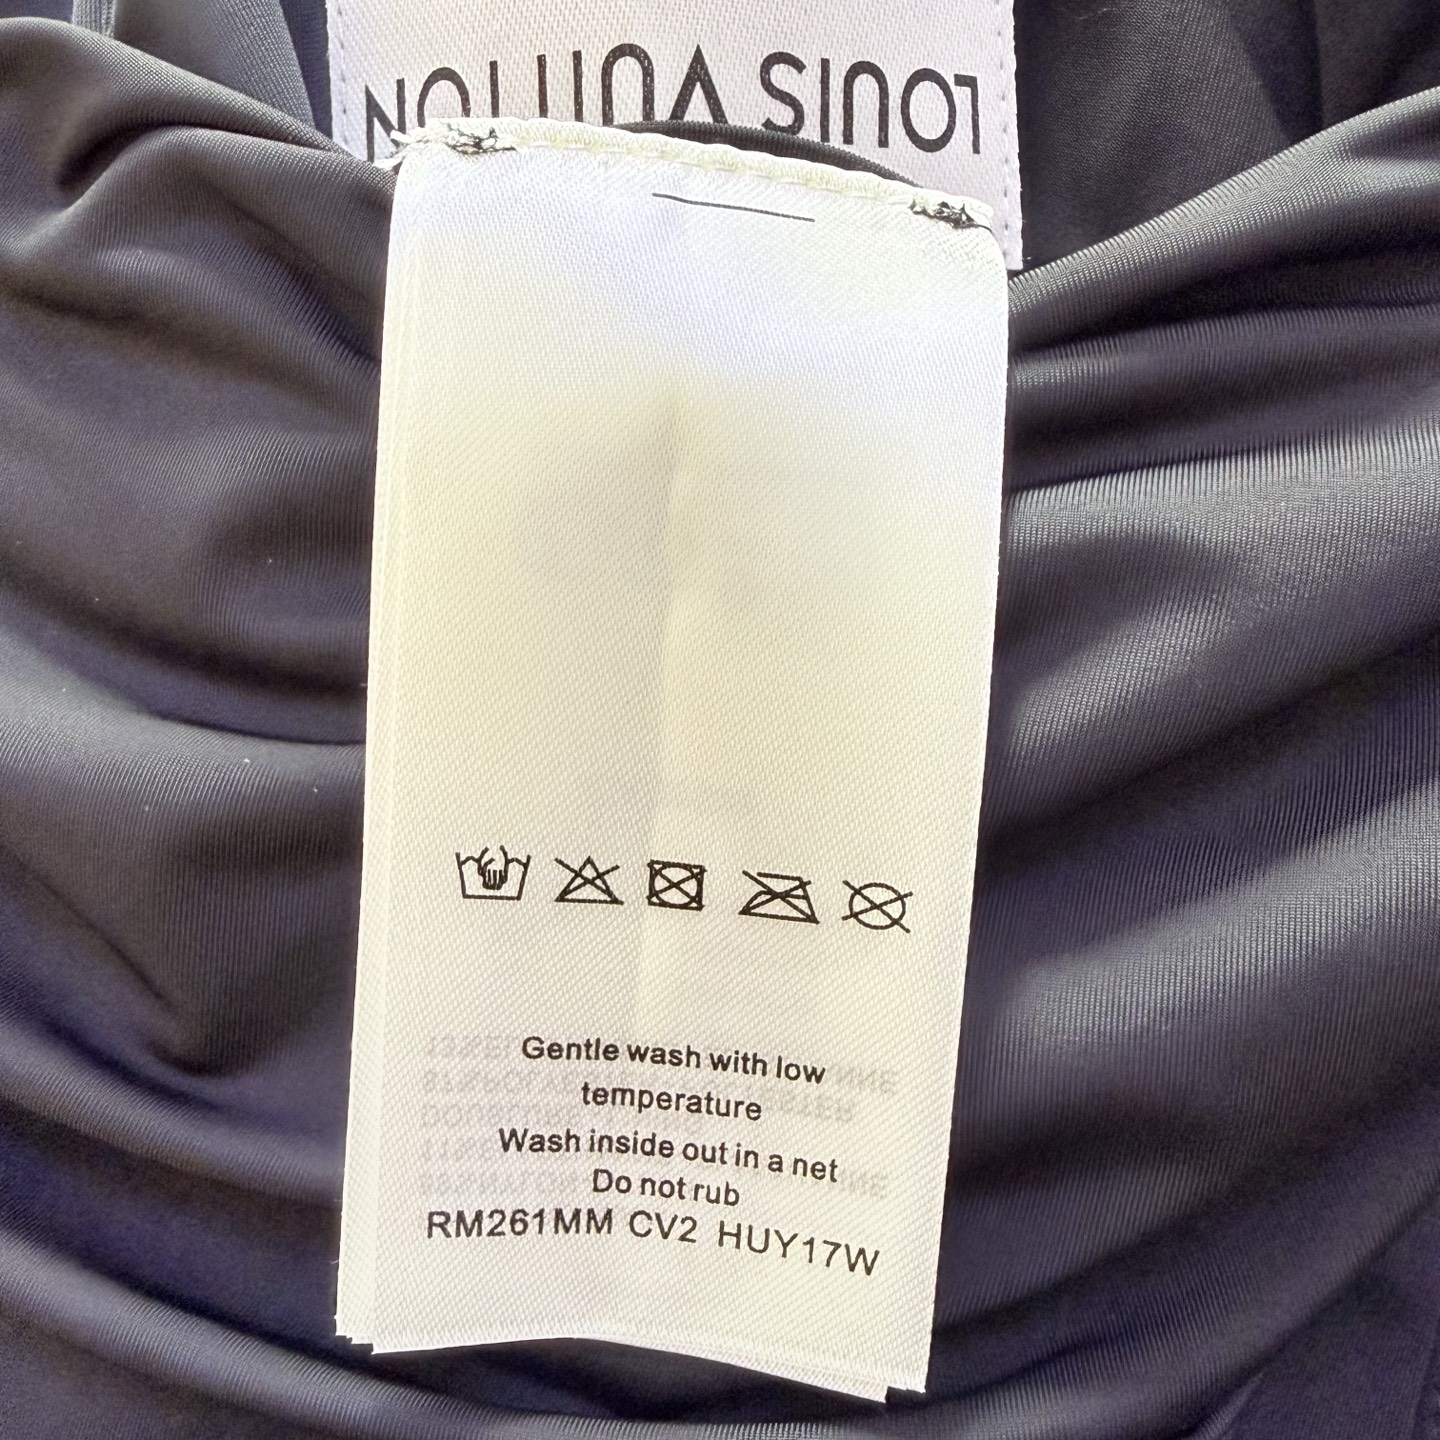 LOUIS VUITTON
Gentle wash with low
temperature
Wash inside out in a net
Do not rub
RM261MM CV2 HUY17W